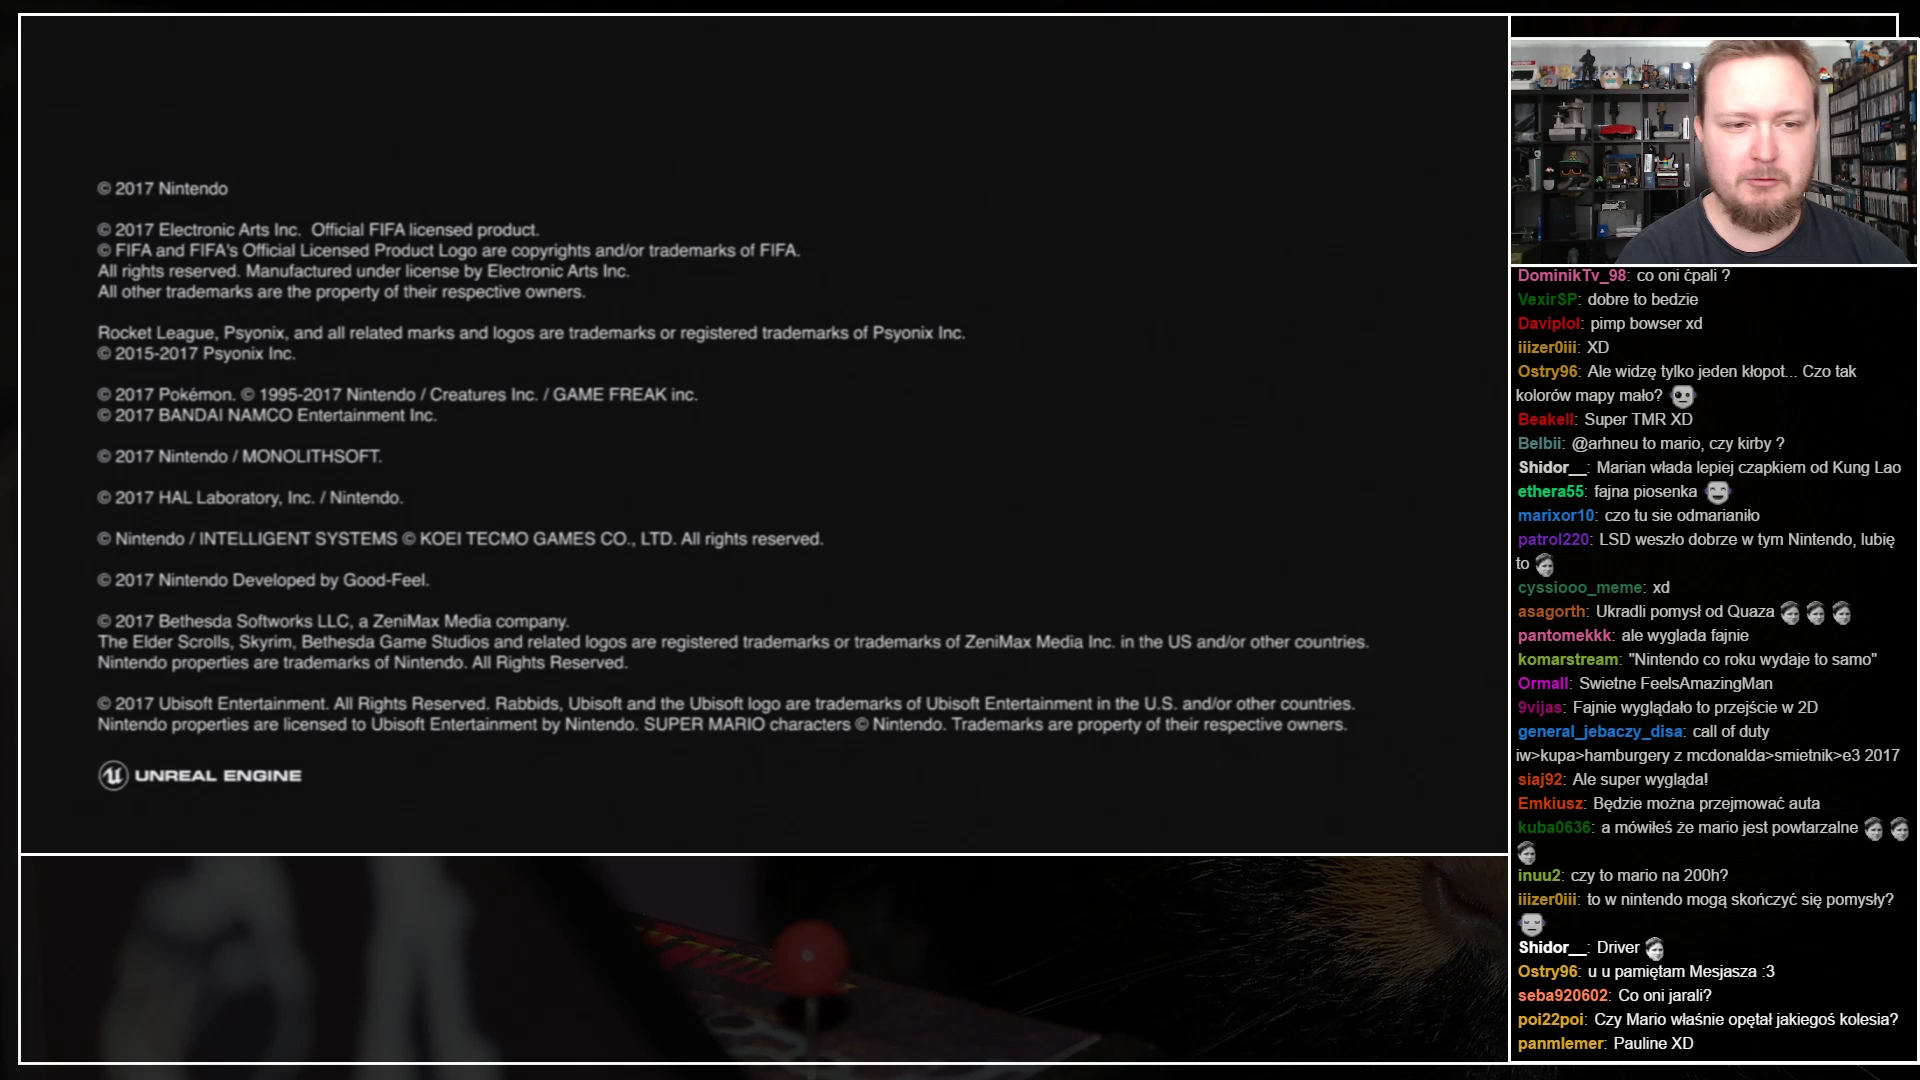 © 2017 Nintendo
© 2017 Electronic Arts Inc.  Official FIFA licensed product.
© FIFA and FIFA's Official Licensed Product Logo are copyrights and/or trademarks of FIFA.
All rights reserved. Manufactured under license by Electronic Arts Inc.
All other trademarks are the property of their respective owners.
Rocket League, Psyonix, and all related marks and logos are trademarks or registered trademarks of Psyonix Inc.
© 2015-2017 Psyonix Inc.
© 2017 Pokémon. © 1995-2017 Nintendo / Creatures Inc. / GAME FREAK inc.
© 2017 BANDAI NAMCO Entertainment Inc.
© 2017 Nintendo / MONOLITHSOFT.
© 2017 HAL Laboratory, Inc. / Nintendo.
© Nintendo / INTELLIGENT SYSTEMS © KOEI TECMO GAMES CO., LTD. All rights reserved.
© 2017 Nintendo Developed by Good-Feel.
© 2017 Bethesda Softworks LLC, a ZeniMax Media company.
The Elder Scrolls, Skyrim, Bethesda Game Studios and related logos are registered trademarks or trademarks of ZeniMax Media Inc. in the US and/or other countries.
Nintendo properties are trademarks of Nintendo. All Rights Reserved.
© 2017 Ubisoft Entertainment. All Rights Reserved. Rabbids, Ubisoft and the Ubisoft logo are trademarks of Ubisoft Entertainment in the U.S. and/or other countries.
Nintendo properties are licensed to Ubisoft Entertainment by Nintendo. SUPER MARIO characters © Nintendo. Trademarks are property of their respective owners.
UNREAL ENGINE
DominikTv_98: co oni ćpali ?
VexirSP: dobre to bedzie
Daviplol: pimp bowser xd
iiizer0iii: XD
Ostry96: Ale widzę tylko jeden kłopot... Czo tak
kolorów mapy mało?
Beakell: Super TMR XD
Belbii: @arhneu to mario, czy kirby ?
Shidor__: Marian włada lepiej czapkiem od Kung Lao
ethera55: fajna piosenka
marixor10: czo tu sie odmarianiło
patrol220: LSD weszło dobrze w tym Nintendo, lubię
to
cyssiooo_meme: xd
asagorth: Ukradli pomysł od Quaza
pantomekkk: ale wyglada fajnie
komarstream: "Nintendo co roku wydaje to samo"
Ormall: Swietne FeelsAmazingMan
9vijas: Fajnie wyglądało to przejście w 2D
general_jebaczy_disa: call of duty
iw>kupa>hamburgery z mcdonalda>smietnik>e3 2017
siaj92: Ale super wygląda!
Emkiusz: Będzie można przejmować auta
kuba0636: a mówiłeś że mario jest powtarzalne
inuu2: czy to mario na 200h?
iiizer0iii: to w nintendo mogą skończyć się pomysły?
Shidor__: Driver
Ostry96: u u pamiętam Mesjasza :3
seba920602: Co oni jarali?
poi22poi: Czy Mario właśnie opętał jakiegoś kolesia?
panmlemer: Pauline XD